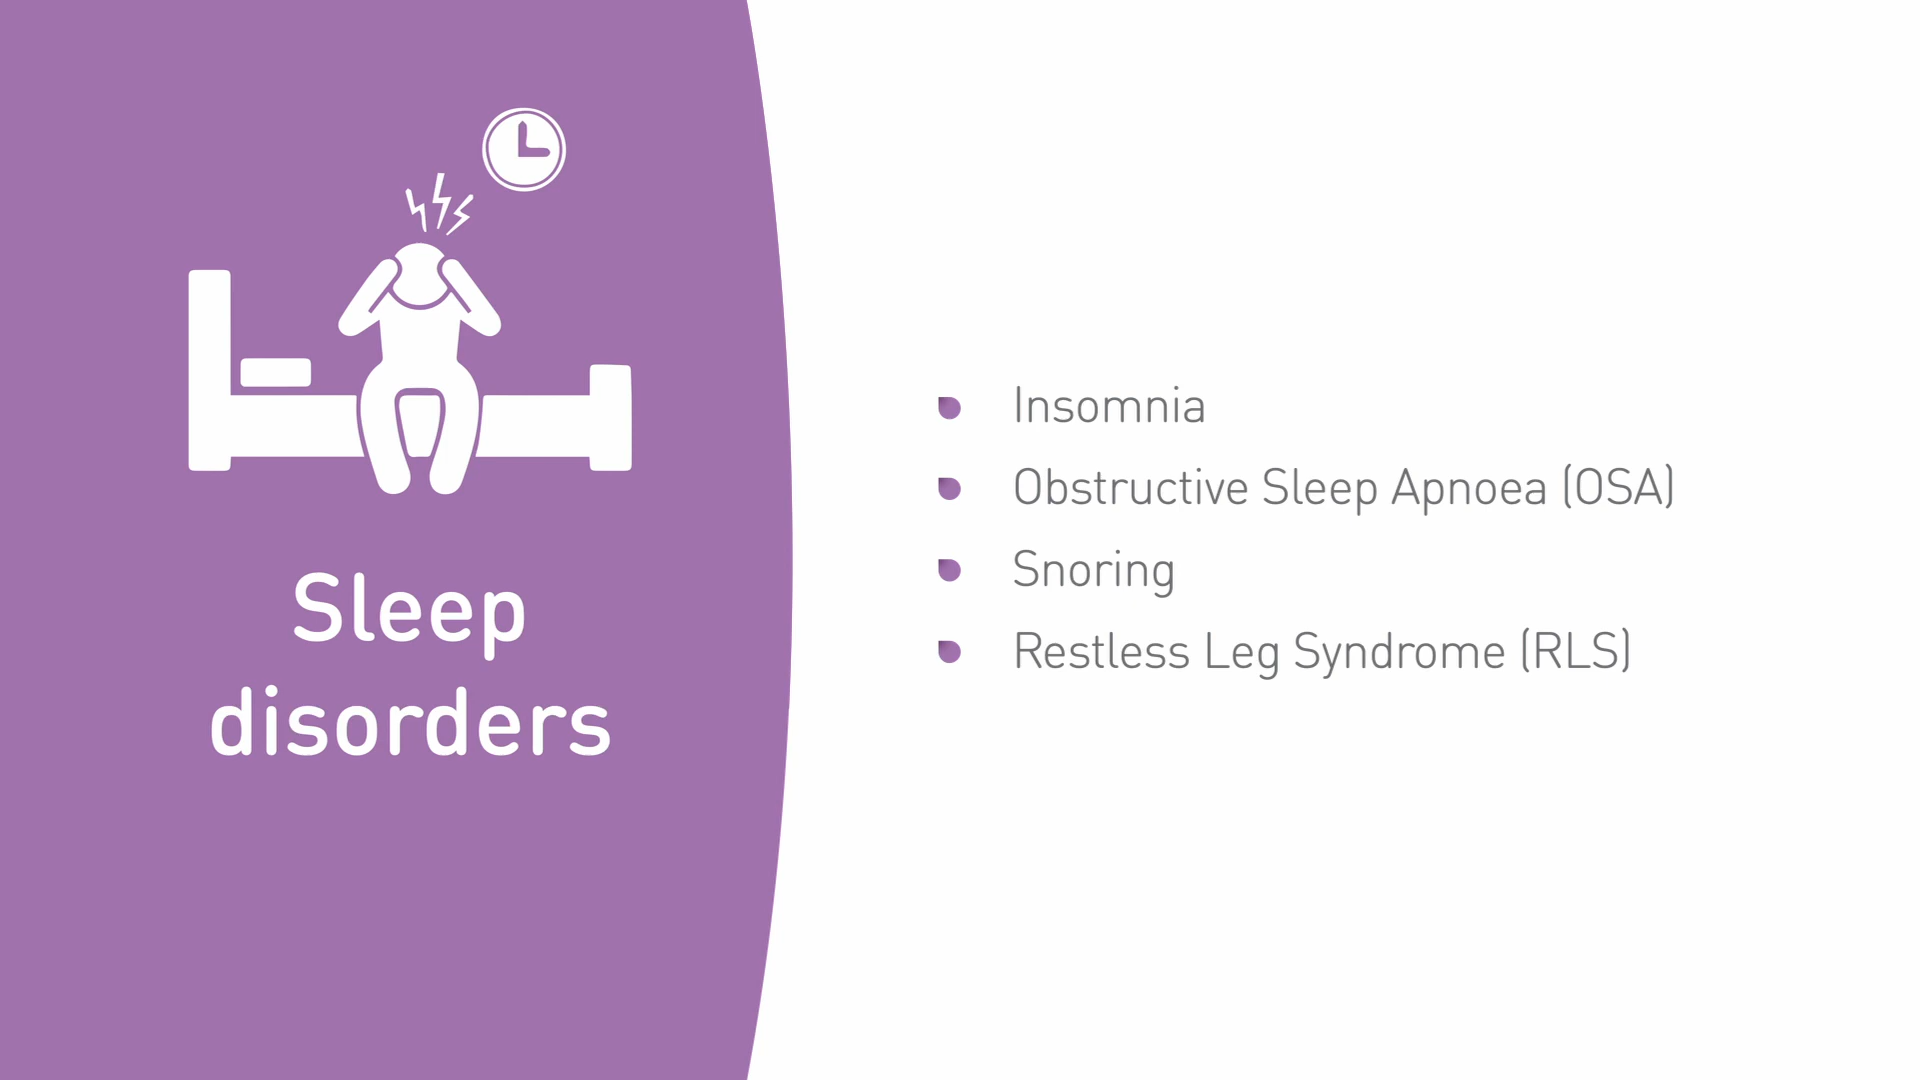 Sleep
disorders
Insomnia
Obstructive Sleep Apnoea (OSA)
Snoring
Restless Leg Syndrome (RLS)